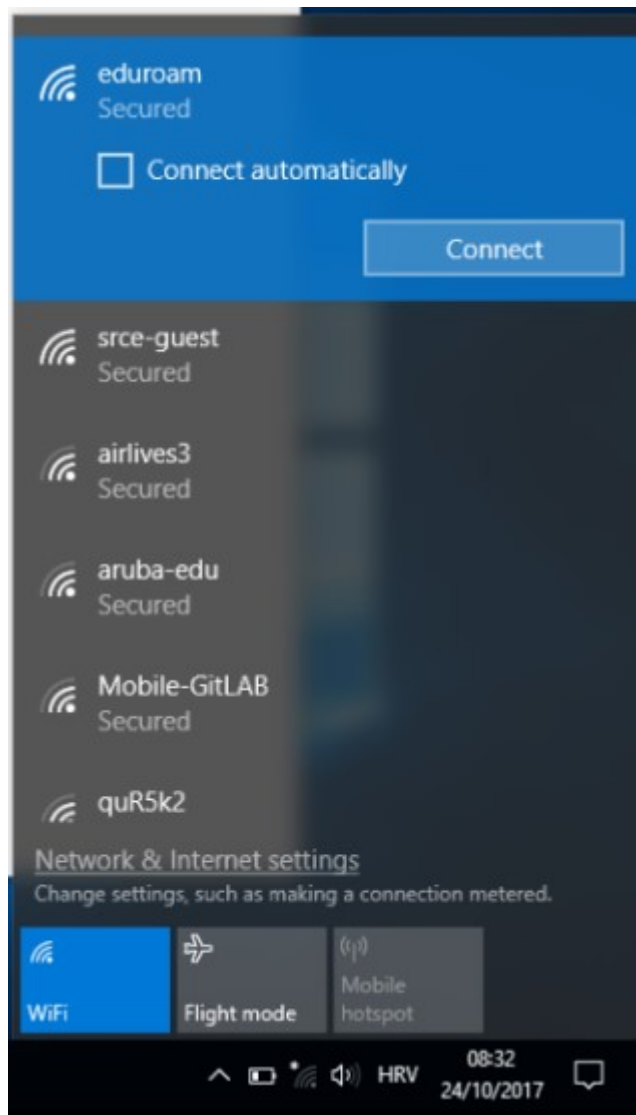 eduroam
Secured
Connect automatically
Connect
srce-guest
Secured
airlives3
Secured
aruba-edu
Secured
Mobile-GitLAB
Secured
quR5k2
Network & Internet settings
Change settings, such as making a connection metered.
WiFi
Flight mode
Mobile
hotspot
HRV
08:32
24/10/2017